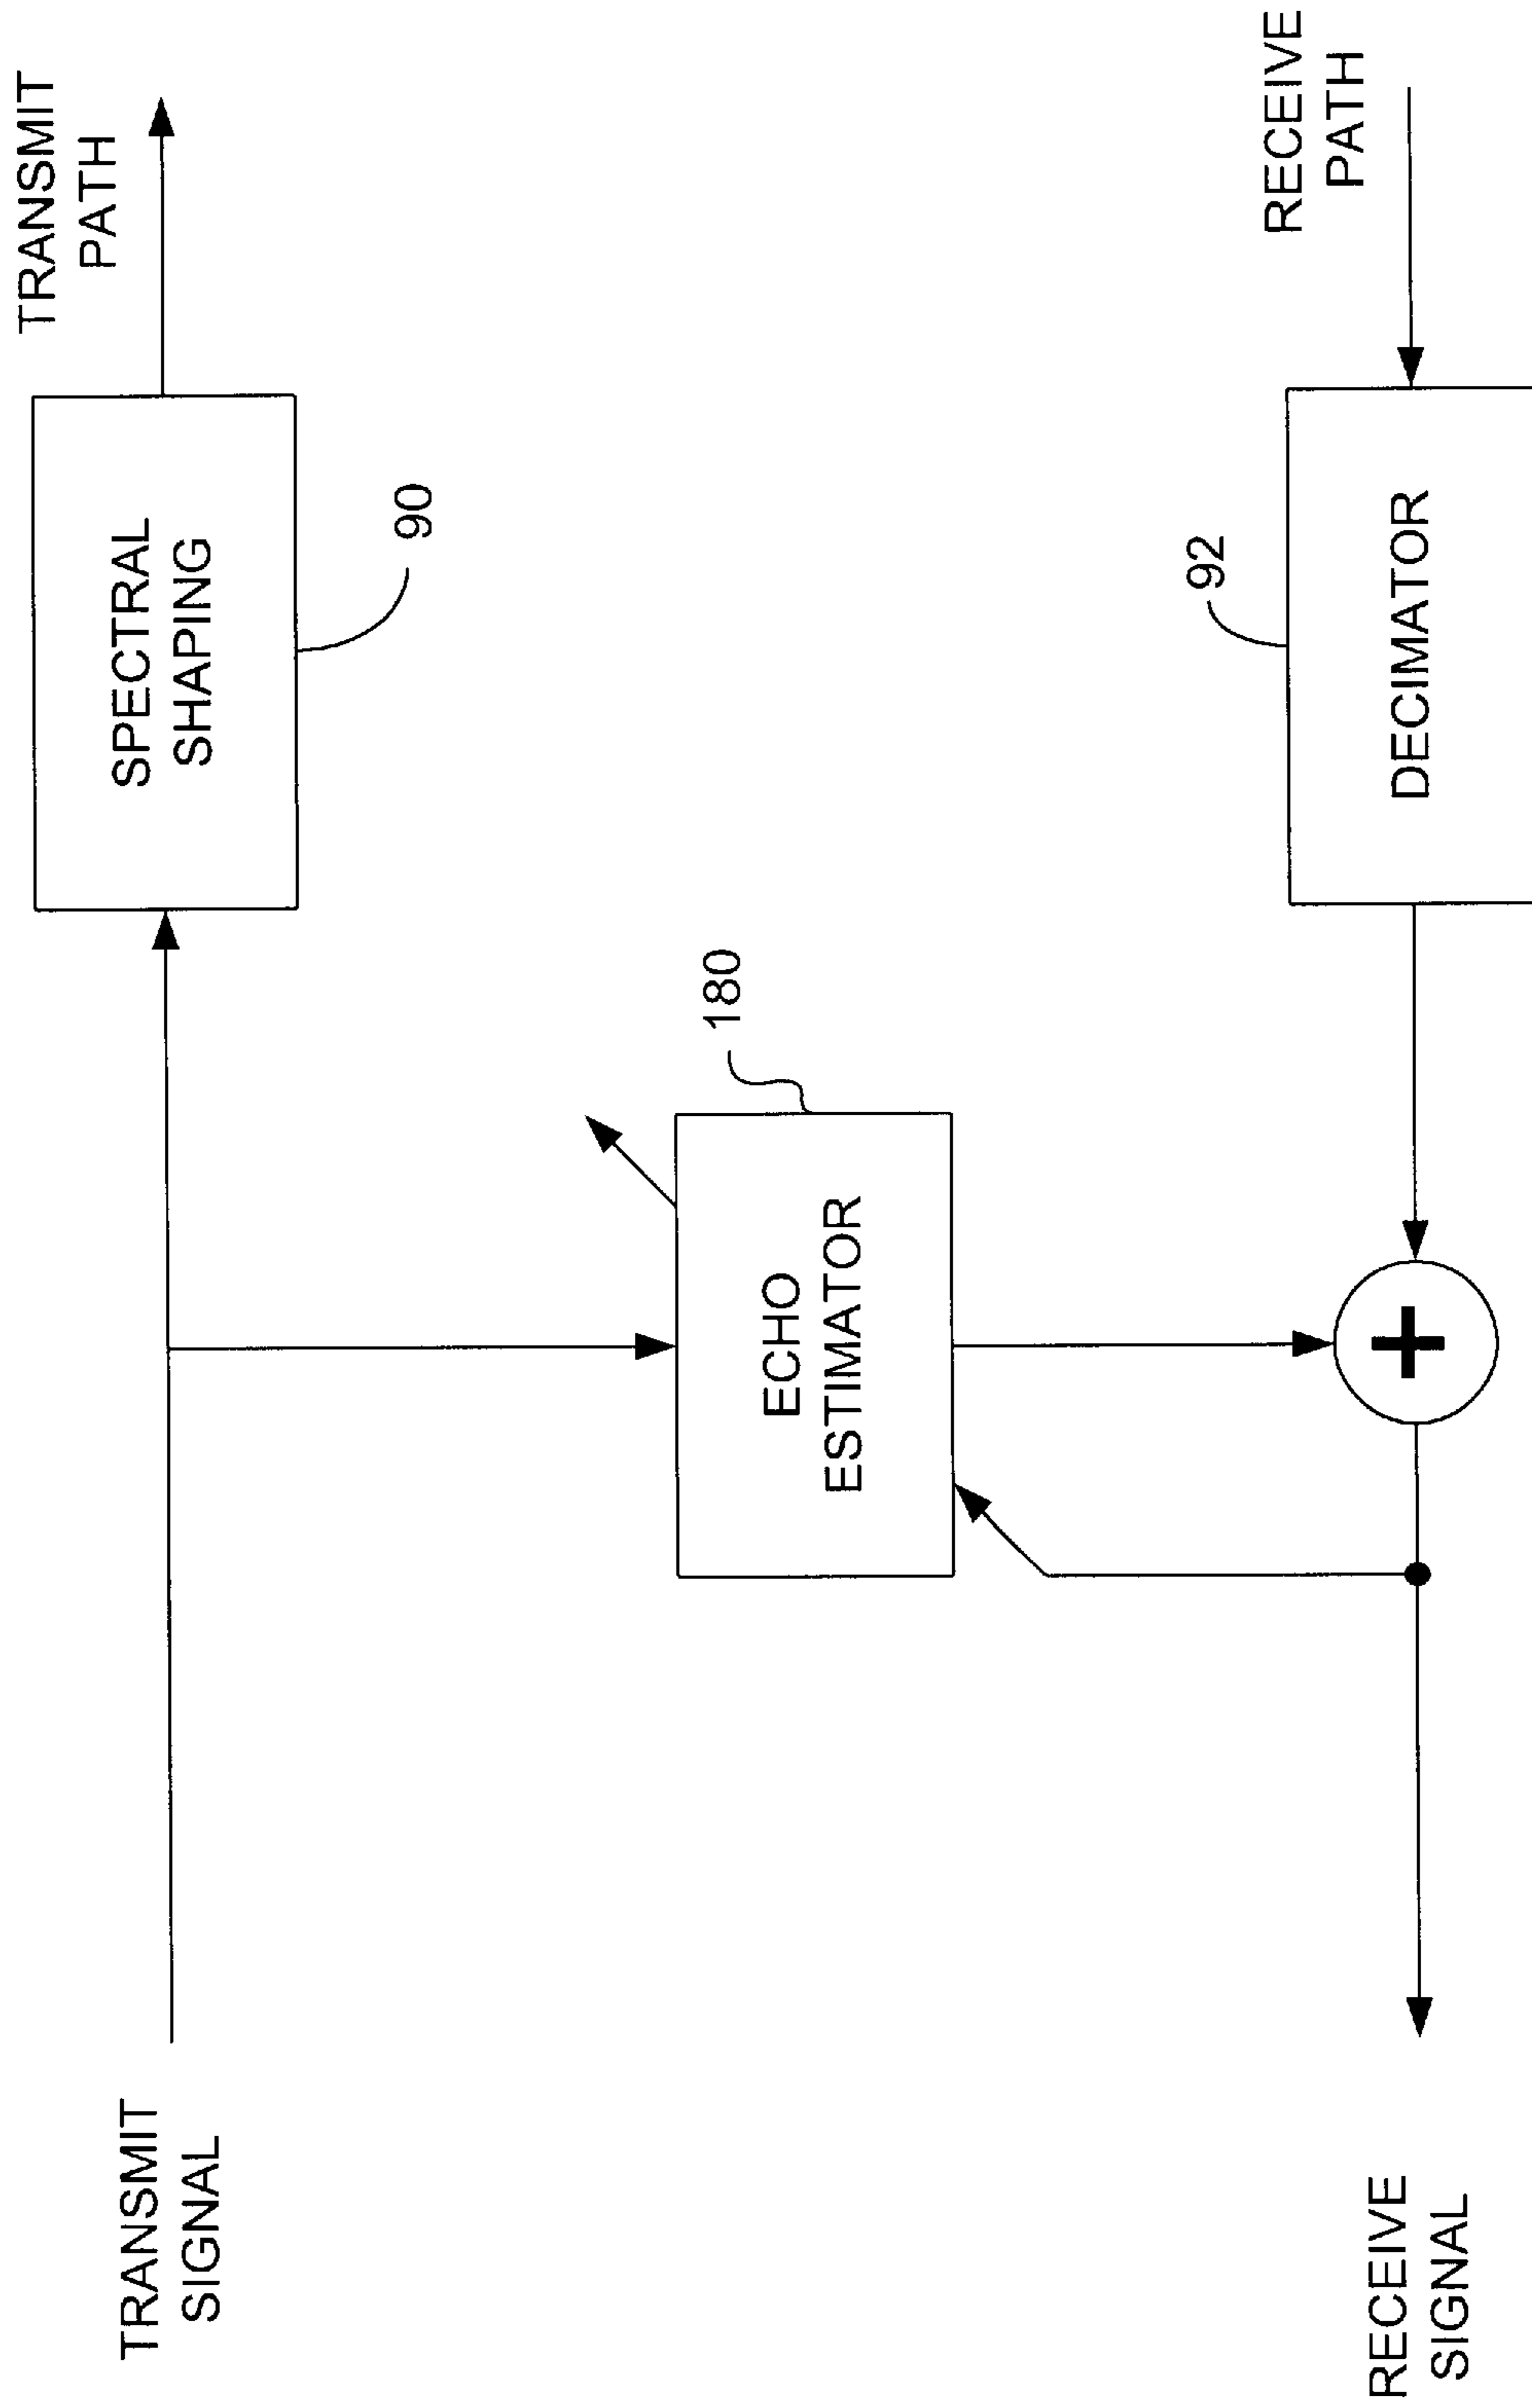 TRANSMIT
SIGNAL
SPECTRAL
SHAPING
90
TRANSMIT
PATH
ECHO
ESTIMATOR
180
RECEIVE
SIGNAL
+
DECIMATOR
92
RECEIVE
PATH